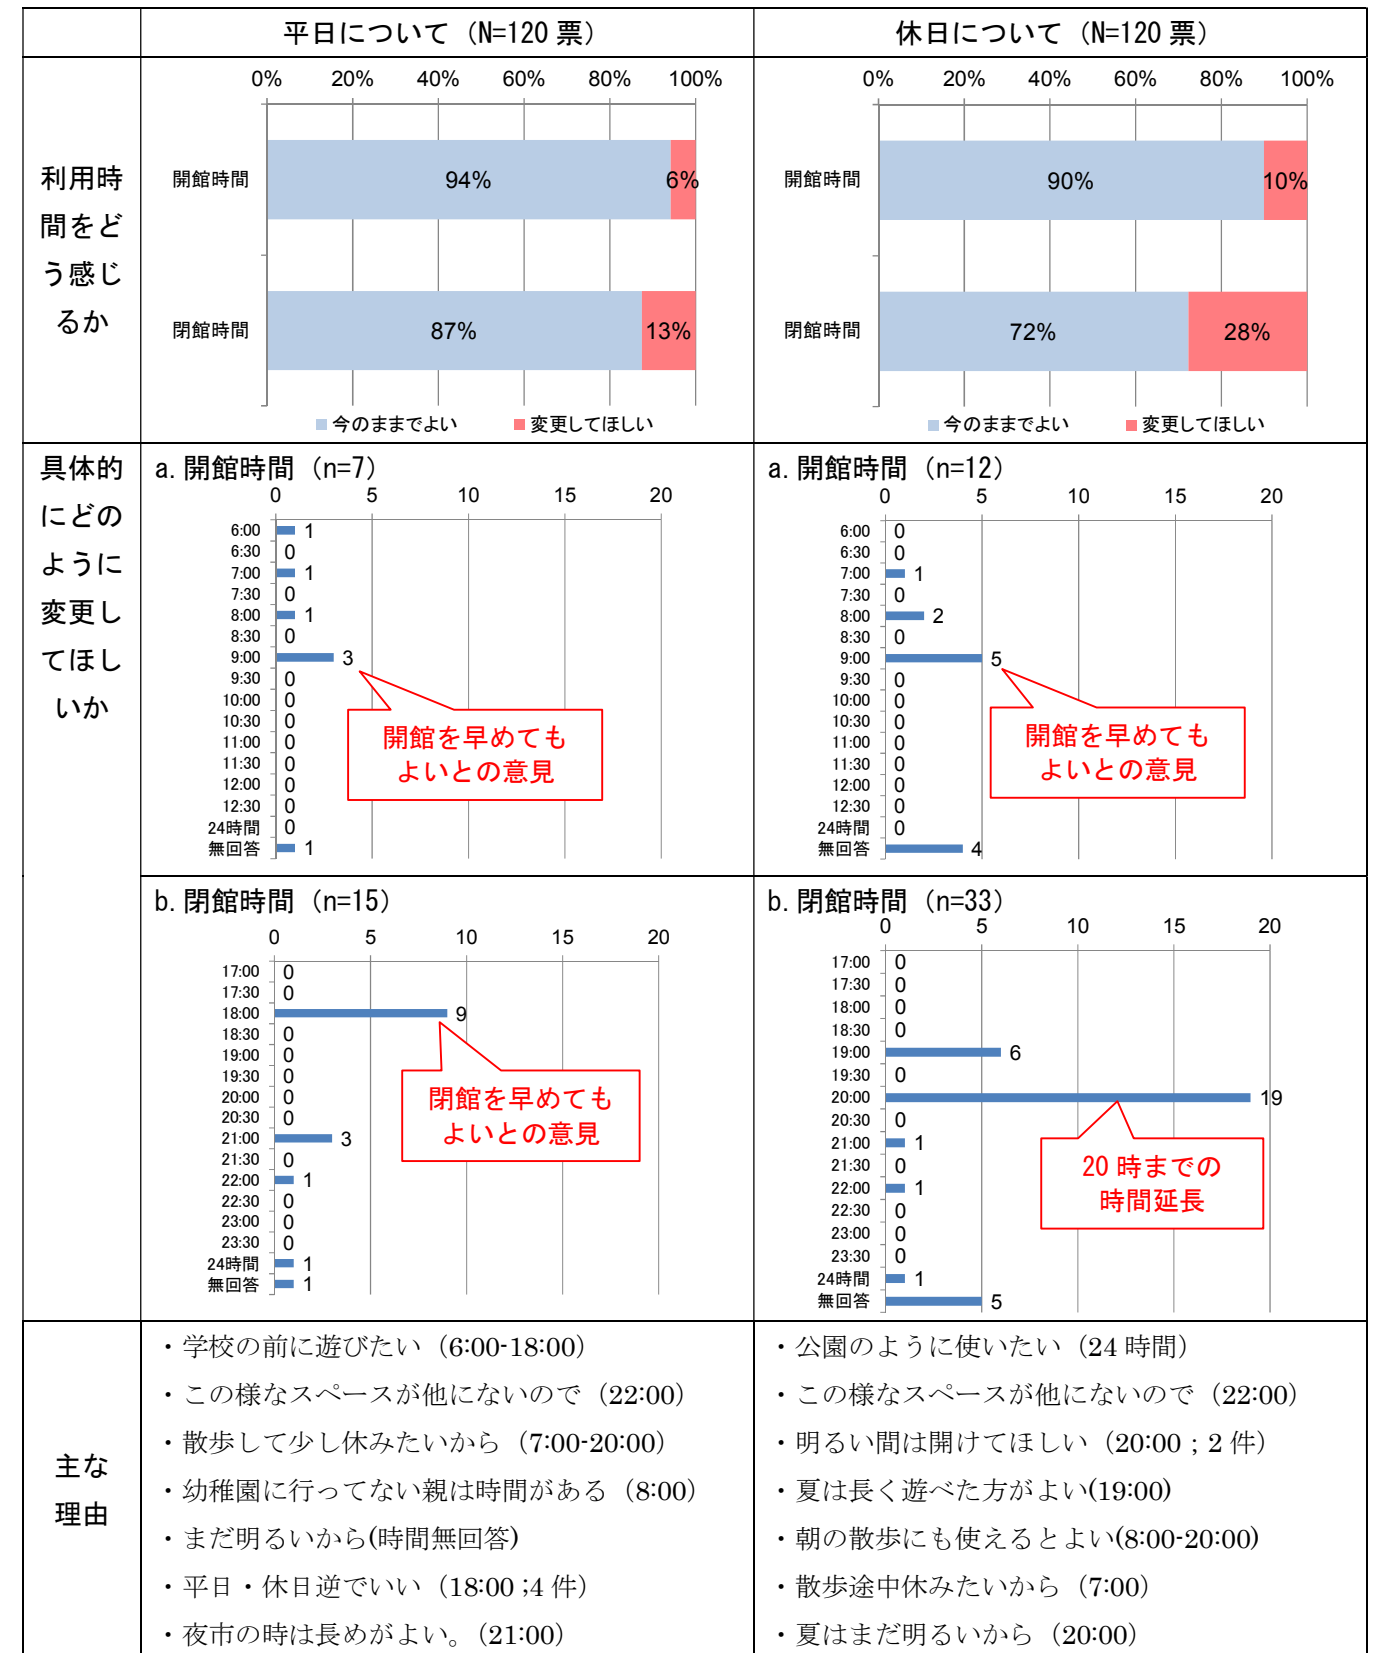 平日について（N=120 票）
休日について（N=120 票）
利用時
間をど
う感じ
るか
0% 20% 40% 60% 80% 100%
開館時間 94% 6%
閉館時間 87% 13%
今のままでよい 変更してほしい
0% 20% 40% 60% 80% 100%
開館時間 90% 10%
閉館時間 72% 28%
今のままでよい 変更してほしい
具体的
にどの
ように
変更し
てほし
いか
a. 開館時間（n=7）
0 5 10 15 20
6:00 1
6:30 0
7:00 1
7:30 0
8:00 1
8:30 0
9:00 3
9:30 0
10:00 0
10:30 0
11:00 0
11:30 0
12:00 0
12:30 0
24時間 0
無回答 1
開館を早めても
よいとの意見
a. 開館時間（n=12）
0 5 10 15 20
6:00 0
6:30 0
7:00 1
7:30 0
8:00 2
8:30 0
9:00 5
9:30 0
10:00 0
10:30 0
11:00 0
11:30 0
12:00 0
12:30 0
24時間 0
無回答 4
開館を早めても
よいとの意見
b. 閉館時間（n=15）
0 5 10 15 20
17:00 0
17:30 0
18:00 9
18:30 0
19:00 0
19:30 0
20:00 0
20:30 0
21:00 3
21:30 0
22:00 1
22:30 0
23:00 0
23:30 0
24時間 1
無回答 1
閉館を早めても
よいとの意見
b. 閉館時間（n=33）
0 5 10 15 20
17:00 0
17:30 0
18:00 0
18:30 0
19:00 6
19:30 0
20:00 19
20:30 0
21:00 1
21:30 0
22:00 1
22:30 0
23:00 0
23:30 0
24時間 1
無回答 5
20 時までの
時間延長
主な
理由
・学校の前に遊びたい（6:00-18:00）
・この様なスペースが他にないので（22:00）
・散歩して少し休みたいから（7:00-20:00）
・幼稚園に行ってない親は時間がある（8:00）
・まだ明るいから(時間無回答)
・平日・休日逆でいい（18:00 ;4 件）
・夜市の時は長めがよい。（21:00）
・公園のように使いたい（24 時間）
・この様なスペースが他にないので（22:00）
・明るい間は開けてほしい（20:00 ; 2 件）
・夏は長く遊べた方がよい(19:00)
・朝の散歩にも使えるとよい(8:00-20:00)
・散歩途中休みたいから（7:00）
・夏はまだ明るいから（20:00）